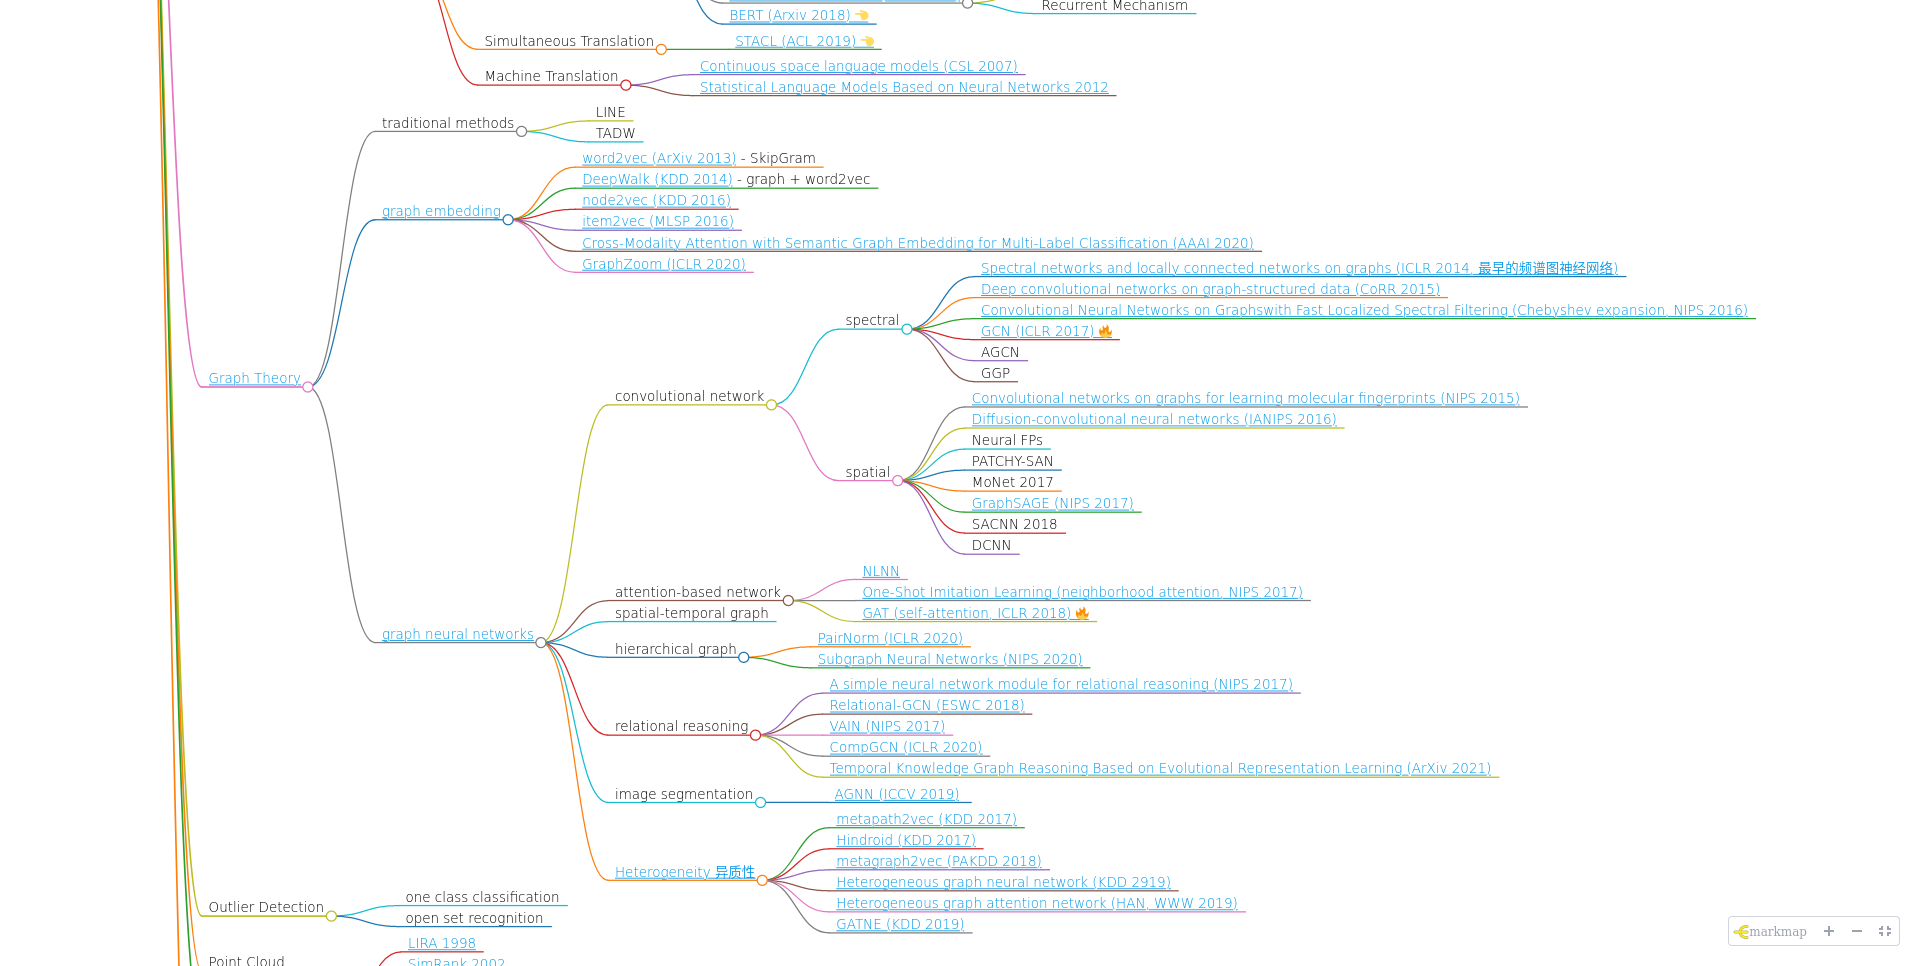 Recurrent Mechanism
BERT (Arxiv 2018)
Simultaneous Translation
STACL (ACL 2019)
Machine Translation
Continuous space language models (CSL 2007)
Statistical Language Models Based on Neural Networks 2012
Graph Theory
traditional methods
LINE
TADW
graph embedding
word2vec (ArXiv 2013) - SkipGram
DeepWalk (KDD 2014) - graph + word2vec
node2vec (KDD 2016)
item2vec (MLSP 2016)
Cross-Modality Attention with Semantic Graph Embedding for Multi-Label Classification (AAAI 2020)
GraphZoom (ICLR 2020)
graph neural networks
convolutional network
spectral
Spectral networks and locally connected networks on graphs (ICLR 2014, 最早的频谱图神经网络)
Deep convolutional networks on graph-structured data (CoRR 2015)
Convolutional Neural Networks on Graphswith Fast Localized Spectral Filtering (Chebyshev expansion, NIPS 2016)
GCN (ICLR 2017) 🔥
AGCN
GGP
spatial
Convolutional networks on graphs for learning molecular fingerprints (NIPS 2015)
Diffusion-convolutional neural networks (IANIPS 2016)
Neural FPs
PATCHY-SAN
MoNet 2017
GraphSAGE (NIPS 2017)
SACNN 2018
DCNN
attention-based network
NLNN
One-Shot Imitation Learning (neighborhood attention, NIPS 2017)
GAT (self-attention, ICLR 2018) 🔥
spatial-temporal graph
hierarchical graph
PairNorm (ICLR 2020)
Subgraph Neural Networks (NIPS 2020)
relational reasoning
A simple neural network module for relational reasoning (NIPS 2017)
Relational-GCN (ESWC 2018)
VAIN (NIPS 2017)
CompGCN (ICLR 2020)
Temporal Knowledge Graph Reasoning Based on Evolutional Representation Learning (ArXiv 2021)
image segmentation
AGNN (ICCV 2019)
Heterogeneity 异质性
metapath2vec (KDD 2017)
Hindroid (KDD 2017)
metagraph2vec (PAKDD 2018)
Heterogeneous graph neural network (KDD 2919)
Heterogeneous graph attention network (HAN, WWW 2019)
GATNE (KDD 2019)
Outlier Detection
one class classification
open set recognition
Point Cloud
LIRA 1998
SimRank 2002
markmap